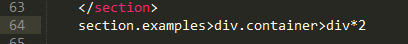 63 </section>
64 section.examples>div.container>div*2
65